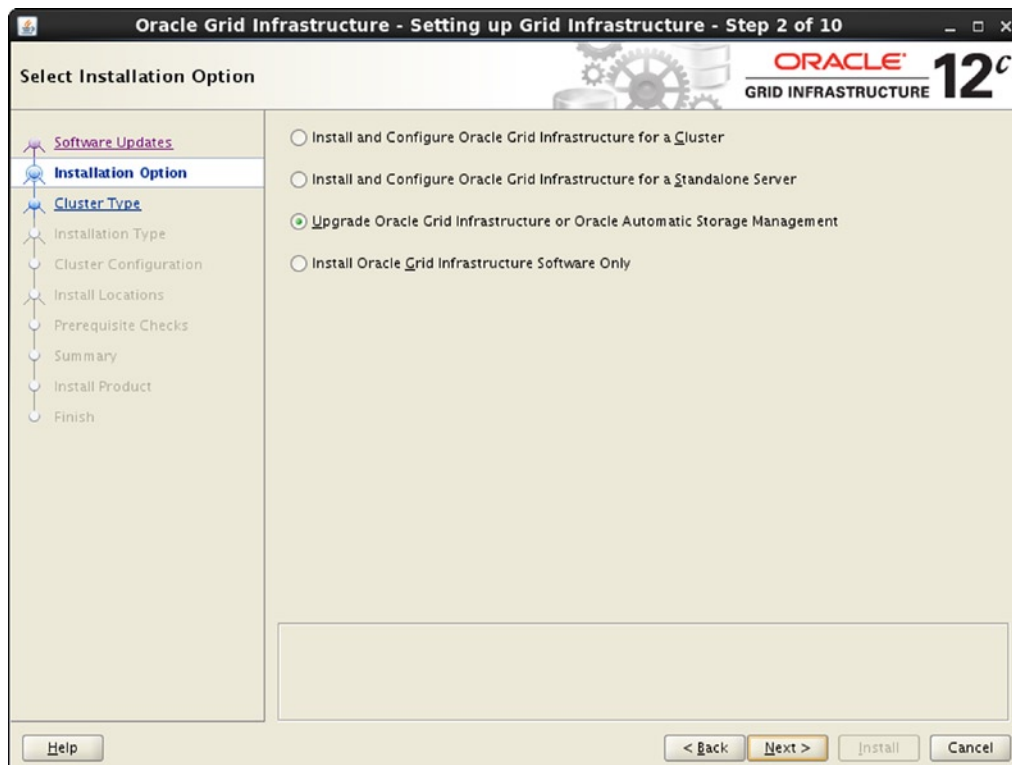 Oracle Grid Infrastructure - Setting up Grid Infrastructure - Step 2 of 10
Select Installation Option
ORACLE
GRID INFRASTRUCTURE
12c
Software Updates
Installation Option
Cluster Type
Installation Type
Cluster Configuration
Install Locations
Prerequisite Checks
Summary
Install Product
Finish
Install and Configure Oracle Grid Infrastructure for a Cluster
Install and Configure Oracle Grid Infrastructure for a Standalone Server
Upgrade Oracle Grid Infrastructure or Oracle Automatic Storage Management
Install Oracle Grid Infrastructure Software Only
Help
< Back
Next >
Install
Cancel